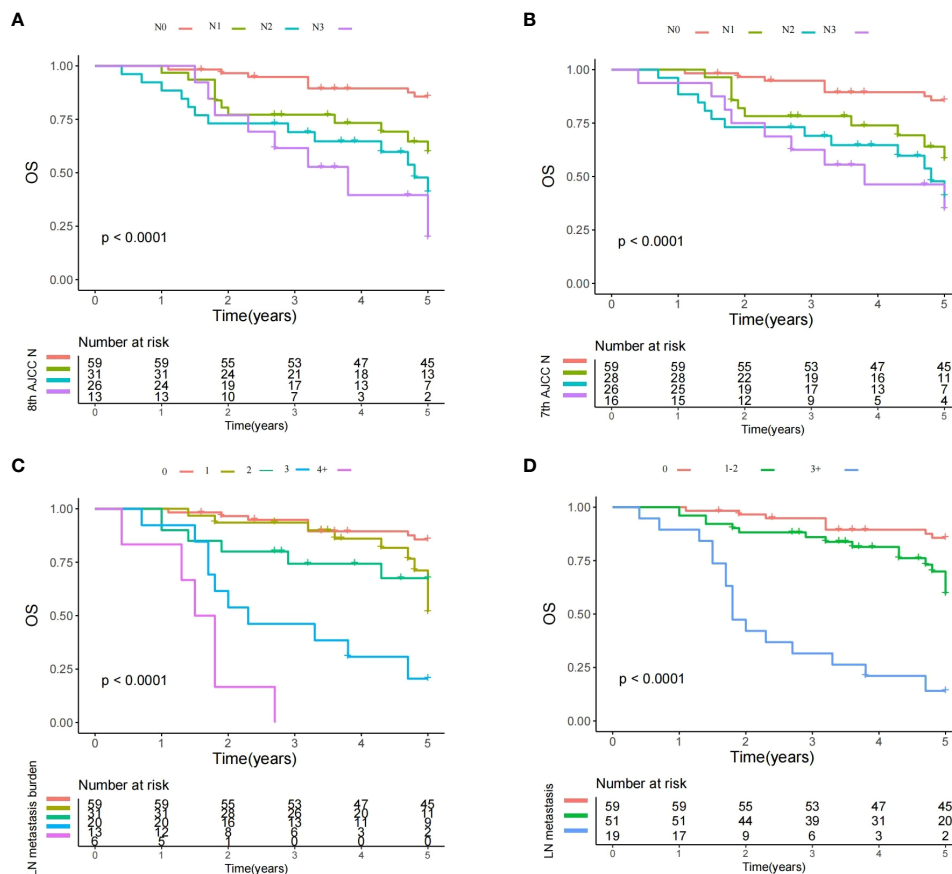 A
N0 N1 N2 N3
1.00
0.75
0.50
0.25
0.00
OS
p < 0.0001
0 1 2 3 4 5
Time(years)
Number at risk
8th AJCC N
59 59 55 53 47 45
31 31 24 21 18 13
26 24 19 17 13 7
13 13 10 7 3 2
0 1 2 3 4 5
Time(years)
B
N0 N1 N2 N3
1.00
0.75
0.50
0.25
0.00
OS
p < 0.0001
0 1 2 3 4 5
Time(years)
Number at risk
7th AJCC N
59 59 55 53 47 45
28 28 22 19 16 11
26 25 19 17 13 7
16 15 12 9 5 4
0 1 2 3 4 5
Time(years)
C
0 1 2 3 4+
1.00
0.75
0.50
0.25
0.00
OS
p < 0.0001
0 1 2 3 4 5
Time(years)
Number at risk
LN metastasis burden
59 59 55 53 47 45
31 31 28 26 20 11
20 20 16 13 11 9
13 12 8 6 3 2
6 5 1 0 0 0
0 1 2 3 4 5
Time(years)
D
0 1-2 3+
1.00
0.75
0.50
0.25
0.00
OS
p < 0.0001
0 1 2 3 4 5
Time(years)
Number at risk
LN metastasis
59 59 55 53 47 45
51 51 44 39 31 20
19 17 9 6 3 2
0 1 2 3 4 5
Time(years)